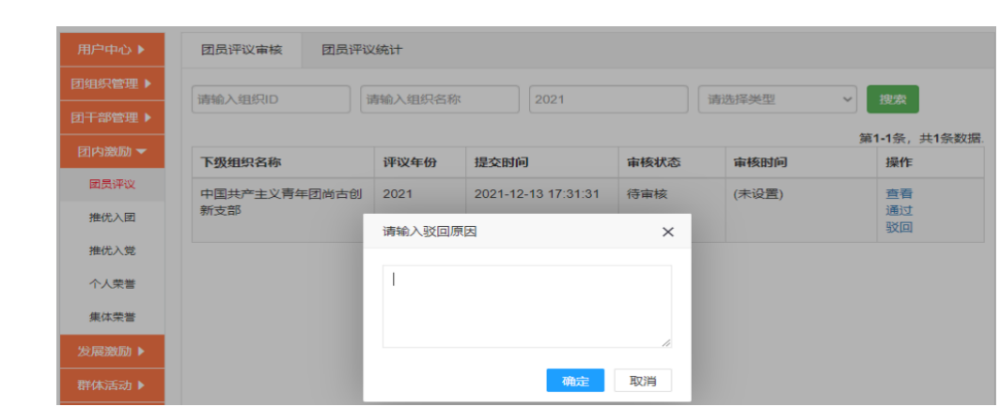 用户中心
团员评议审核
团员评议统计
团组织管理
请输入组织ID
请输入组织名称
2021
请选择类型
搜索
团干部管理
第1-1条，共1条数据.
团内激励
下级组织名称
评议年份
提交时间
审核状态
审核时间
操作
团员评议
中国共产主义青年团尚古创
新支部
2021
2021-12-13 17:31:31
待审核
(未设置)
查看
通过
驳回
推优入团
请输入驳回原因
推优入党
个人荣誉
集体荣誉
发展激励
确定
取消
群体活动